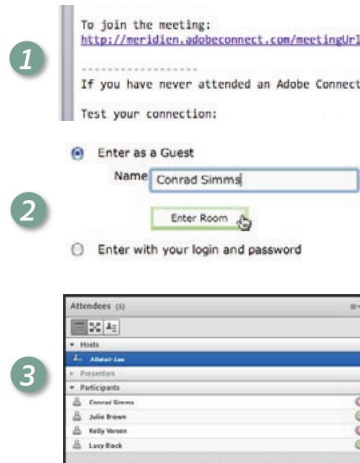 1
To join the meeting:
http://meridien.adobeconnect.com/meetingUrl
------------------
If you have never attended an Adobe Connect
Test your connection:
2
Enter as a Guest
Name Conrad Simms
Enter Room
Enter with your login and password
3
Attendees (5)
Hosts
Alistair Lee
Presenters
Participants
Conrad Simms
Julie Brown
Kelly Versen
Lucy Black